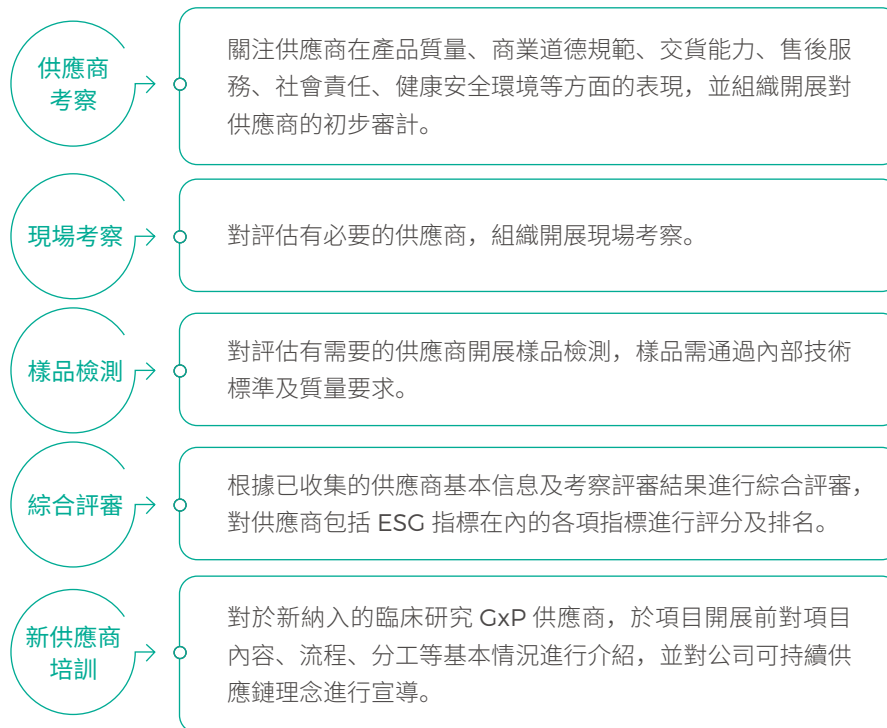 供應商
考察
關注供應商在產品質量、商業道德規範、交貨能力、售後服
務、社會責任、健康安全環境等方面的表現，並組織開展對
供應商的初步審計。
現場考察
對評估有必要的供應商，組織開展現場考察。
樣品檢測
對評估有需要的供應商開展樣品檢測，樣品需通過內部技術
標準及質量要求。
綜合評審
根據已收集的供應商基本信息及考察評審結果進行綜合評審，
對供應商包括 ESG 指標在內的各項指標進行評分及排名。
新供應商
培訓
對於新納入的臨床研究 GxP 供應商，於項目開展前對項目
內容、流程、分工等基本情況進行介紹，並對公司可持續供
應鏈理念進行宣導。